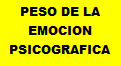 PESO DE LA
EMOCION
PSICOGRAFICA